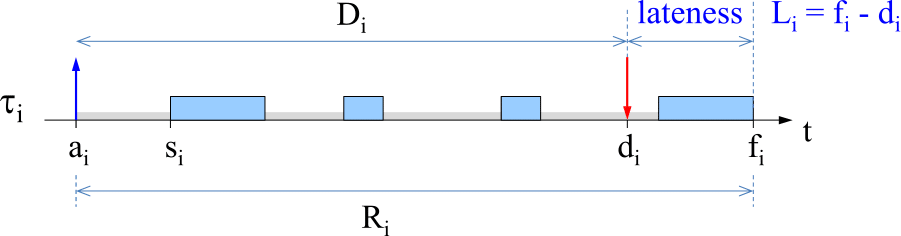 D_i lateness L_i = f_i - d_i
τ_i
a_i s_i d_i f_i t
R_i